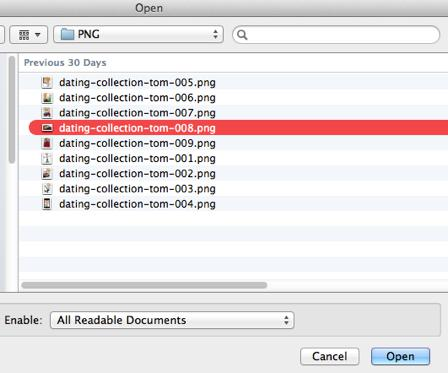 Open
PNG
Previous 30 Days
dating-collection-tom-005.png
dating-collection-tom-006.png
dating-collection-tom-007.png
dating-collection-tom-008.png
dating-collection-tom-009.png
dating-collection-tom-001.png
dating-collection-tom-002.png
dating-collection-tom-003.png
dating-collection-tom-004.png
Enable: All Readable Documents
Cancel Open